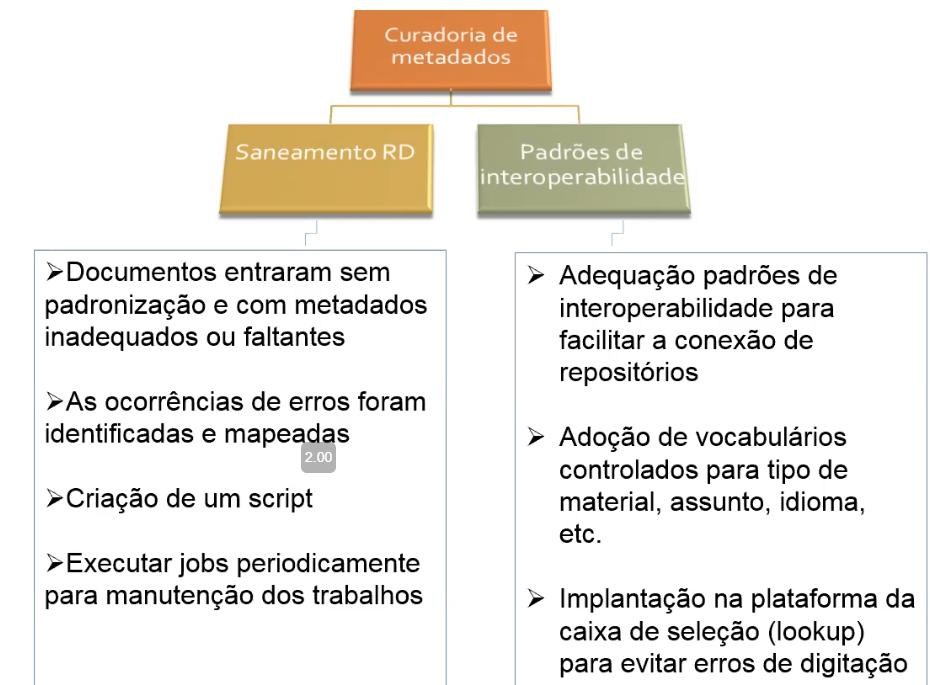 Curadoria de
metadados
Saneamento RD
Padrões de
interoperabilidade
➢Documentos entraram sem
padronização e com metadados
inadequados ou faltantes
➢As ocorrências de erros foram
identificadas e mapeadas
2.00
➢Criação de um script
➢Executar jobs periodicamente
para manutenção dos trabalhos
➢ Adequação padrões de
interoperabilidade para
facilitar a conexão de
repositórios
➢ Adoção de vocabulários
controlados para tipo de
material, assunto, idioma,
etc.
➢ Implantação na plataforma da
caixa de seleção (lookup)
para evitar erros de digitação